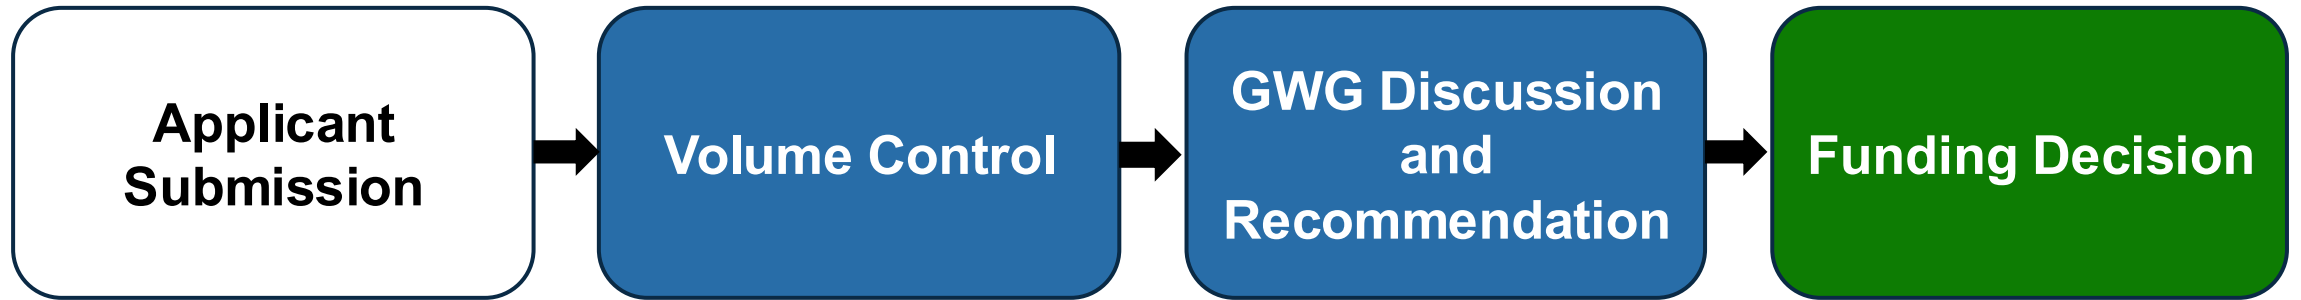 Applicant
Submission
Volume Control
GWG Discussion
and
Recommendation
Funding Decision